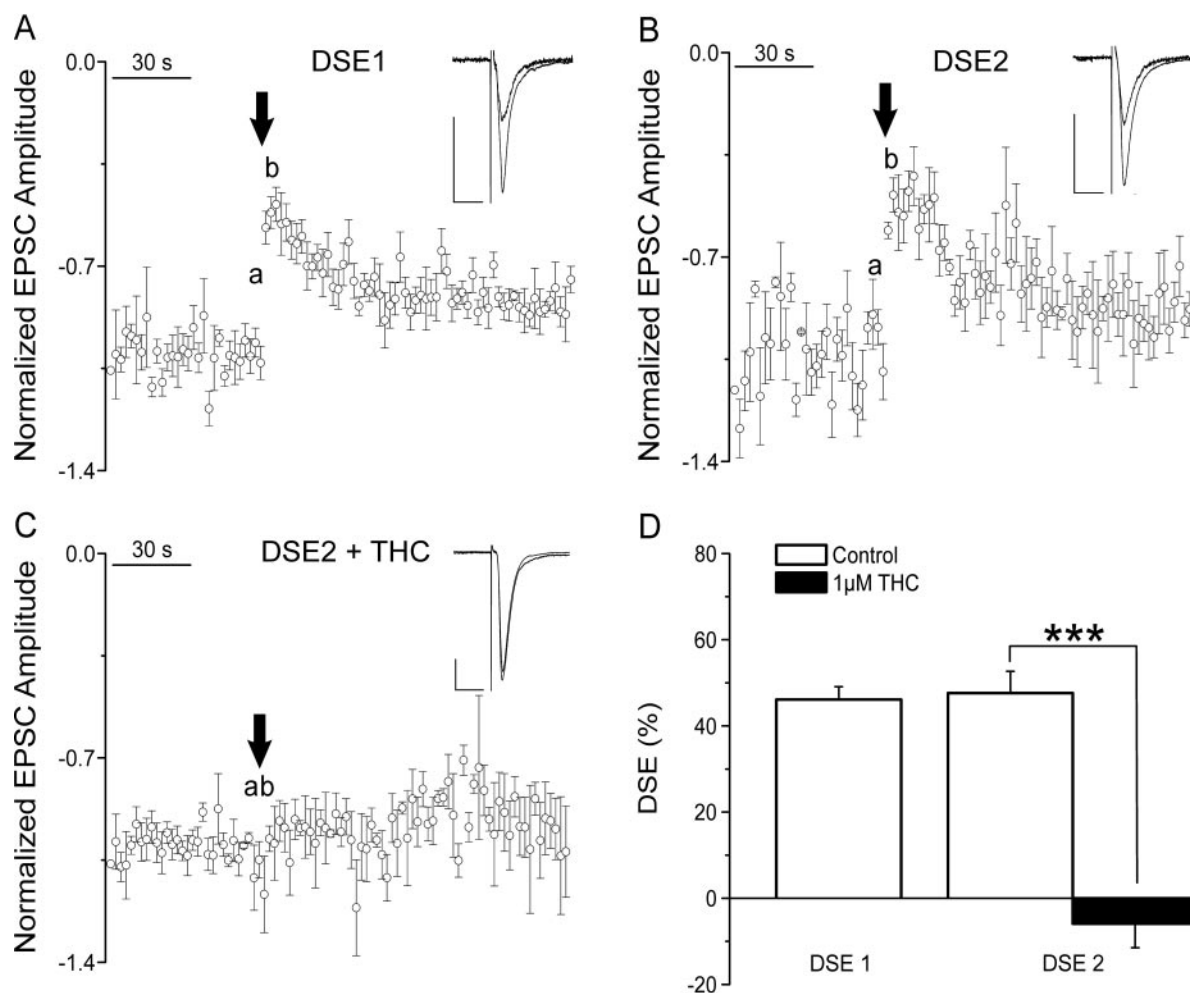 A
0.0
30 s
DSE1
b
a
-0.7
-1.4
Normalized EPSC Amplitude
B
0.0
30 s
DSE2
b
a
-0.7
-1.4
Normalized EPSC Amplitude
C
0.0
30 s
DSE2 + THC
ab
-0.7
-1.4
Normalized EPSC Amplitude
D
80
60
40
20
0
-20
DSE (%)
Control
1μM THC
***
DSE 1
DSE 2